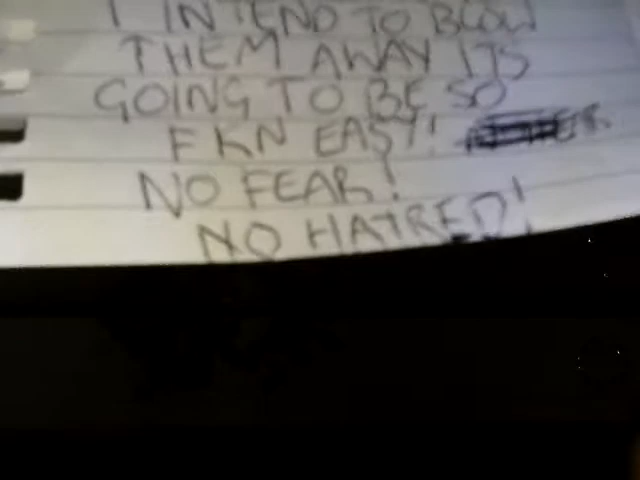 I INTEND TO BLOW
THEM AWAY ITS
GOING TO BE SO
FKN EASY!
NO FEAR!
NO HATRED!